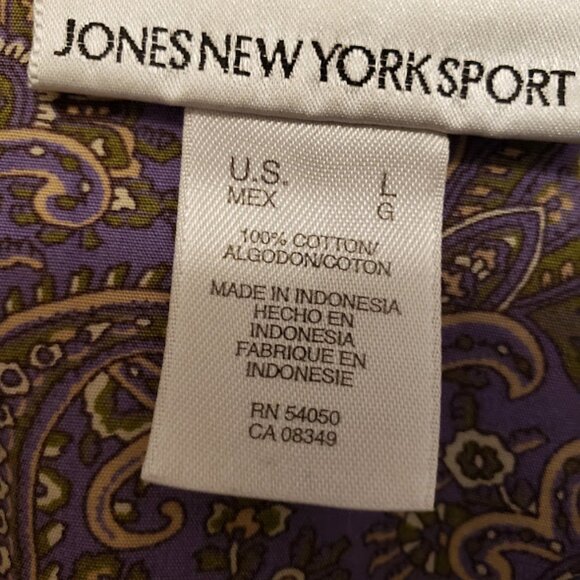 JONES NEW YORK SPORT
U.S. L
MEX G
100% COTTON/
ALGODON/COTON
MADE IN INDONESIA
HECHO EN
INDONESIA
FABRIQUE EN
INDONESIE
RN 54050
CA 08349